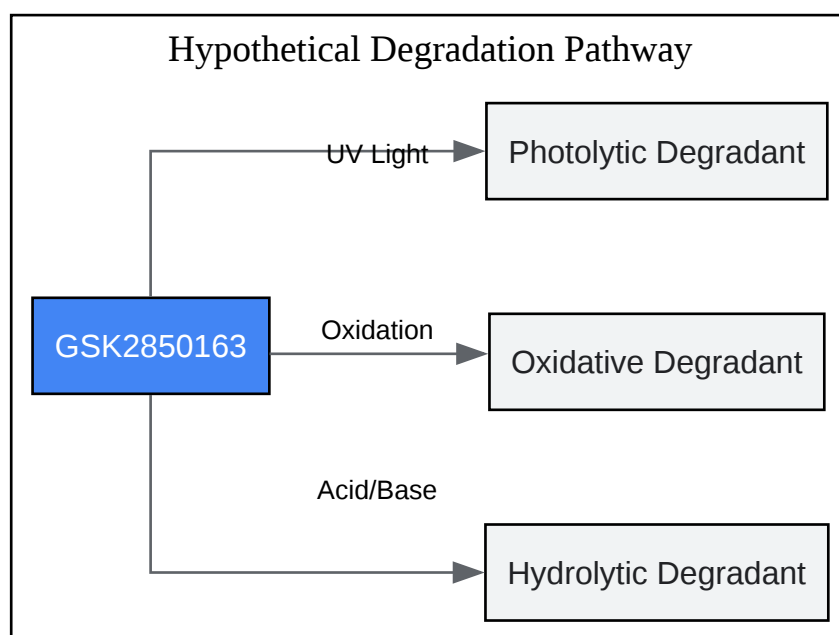 Hypothetical Degradation Pathway
UV Light
Photolytic Degradant
GSK2850163
Oxidation
Oxidative Degradant
Acid/Base
Hydrolytic Degradant